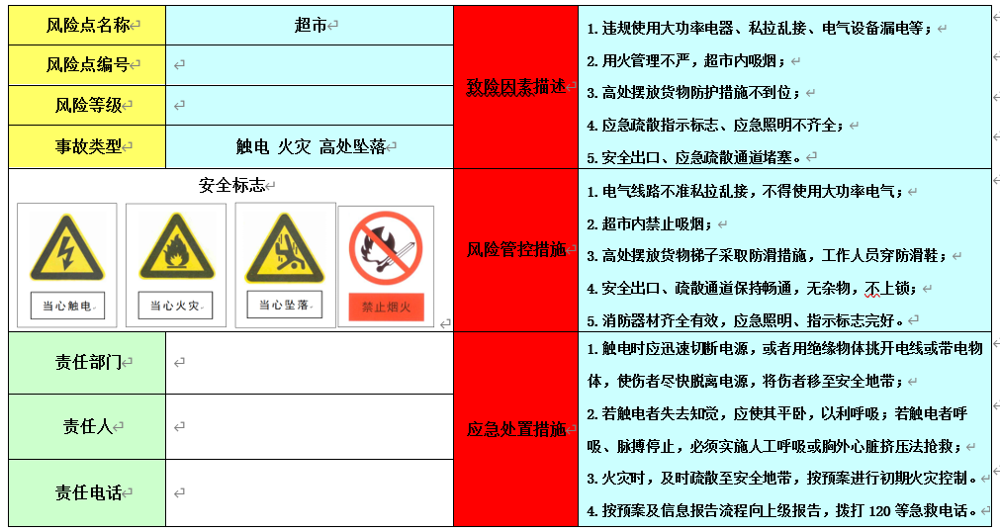 风险点名称
超市
风险点编号
风险等级
事故类型
触电 火灾 高处坠落
致险因素描述
1.违规使用大功率电器、私拉乱接、电气设备漏电等；
2.用火管理不严，超市内吸烟；
3.高处摆放货物防护措施不到位；
4.应急疏散指示标志、应急照明不齐全；
5.安全出口、应急疏散通道堵塞。
安全标志
当心触电
当心火灾
当心坠落
禁止烟火
风险管控措施
1.电气线路不准私拉乱接，不得使用大功率电气；
2.超市内禁止吸烟；
3.高处摆放货物梯子采取防滑措施，工作人员穿防滑鞋；
4.安全出口、疏散通道保持畅通，无杂物，不上锁；
5.消防器材齐全有效，应急照明、指示标志完好。
责任部门
责任人
责任电话
应急处置措施
1.触电时应迅速切断电源，或者用绝缘物体挑开电线或带电物
体，使伤者尽快脱离电源，将伤者移至安全地带；
2.若触电者失去知觉，应使其平卧，以利呼吸；若触电者呼
吸、脉搏停止，必须实施人工呼吸或胸外心脏挤压法抢救；
3.火灾时，及时疏散至安全地带，按预案进行初期火灾控制。
4.按预案及信息报告流程向上级报告，拨打120等急救电话。